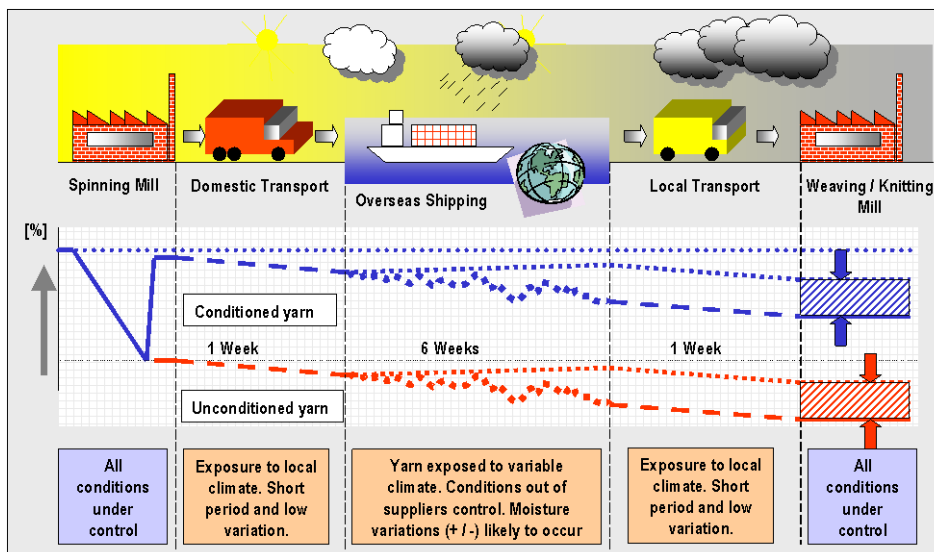 Spinning Mill
Domestic Transport
Overseas Shipping
Local Transport
Weaving / Knitting
Mill
[%]
Conditioned yarn
1 Week
6 Weeks
1 Week
Unconditioned yarn
All
conditions
under
control
Exposure to local
climate. Short
period and low
variation.
Yarn exposed to variable
climate. Conditions out of
suppliers control. Moisture
variations (+ / -) likely to occur
Exposure to local
climate. Short
period and low
variation.
All
conditions
under
control